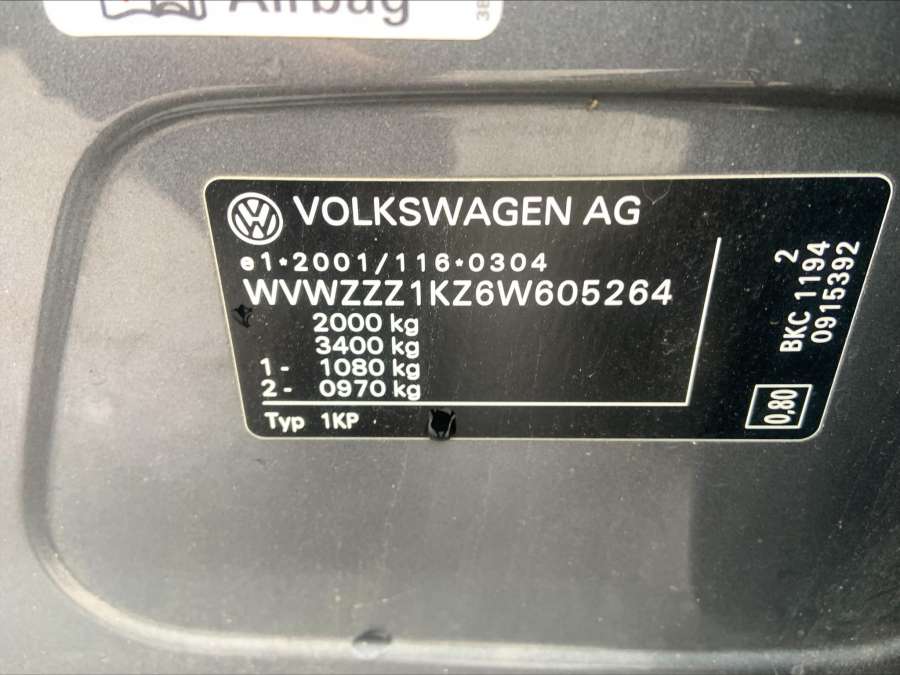 Airbag
VOLKSWAGEN AG
e1*2001/116*0304
WVWZZZ1KZ6W605264
2000 kg
3400 kg
1- 1080 kg
2- 0970 kg
Typ 1KP
2
BKC 1194
0915392
0,80